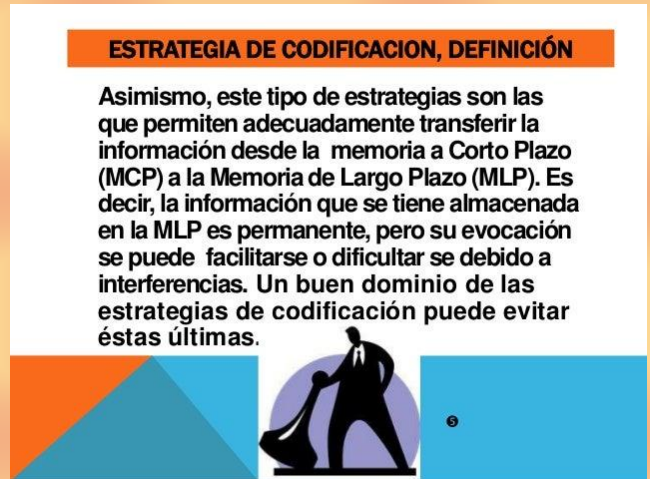 ESTRATEGIA DE CODIFICACION, DEFINICIÓN
Asimismo, este tipo de estrategias son las
que permiten adecuadamente transferir la
información desde la memoria a Corto Plazo
(MCP) a la Memoria de Largo Plazo (MLP). Es
decir, la información que se tiene almacenada
en la MLP es permanente, pero su evocación
se puede facilitarse o dificultar se debido a
interferencias. Un buen dominio de las
estrategias de codificación puede evitar
éstas últimas.
5